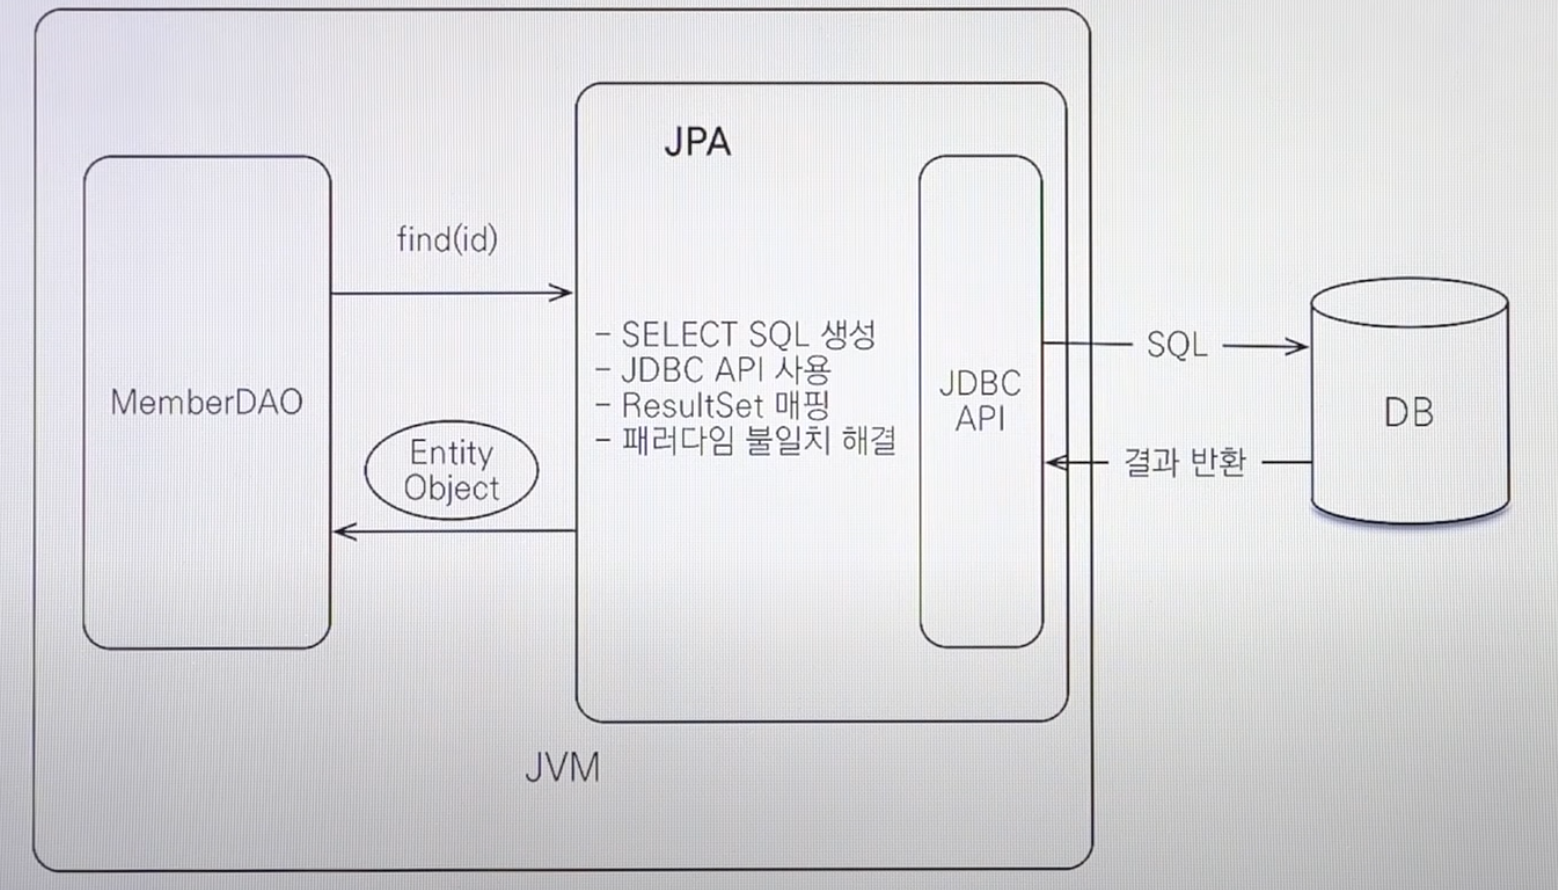 JPA
find(id)
- SELECT SQL 생성
- JDBC API 사용
- ResultSet 매핑
- 패러다임 불일치 해결
MemberDAO
Entity
Object
JDBC
API
SQL
결과 반환
DB
JVM